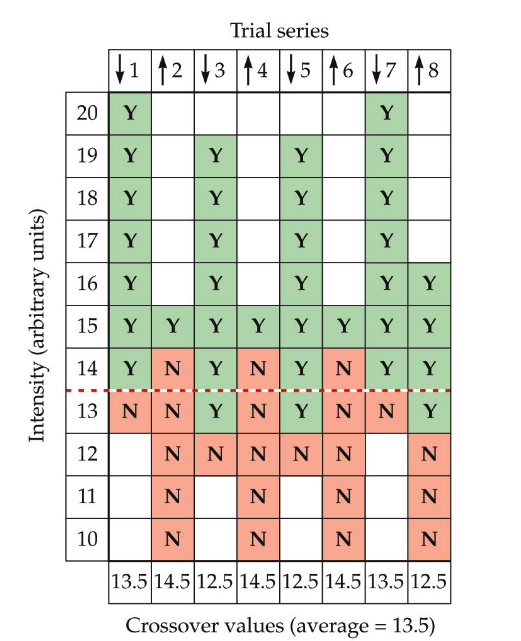 Trial series
↓1 ↑2 ↓3 ↑4 ↓5 ↑6 ↓7 ↑8
20 Y Y
19 Y Y Y Y
18 Y Y Y Y
17 Y Y Y Y
16 Y Y Y Y Y
15 Y Y Y Y Y Y Y Y
14 Y N Y N Y N Y Y
13 N N Y N Y N N Y
12 N N N N N N
11 N N N N
10 N N N N
13.5 14.5 12.5 14.5 12.5 14.5 13.5 12.5
Crossover values (average = 13.5)
Intensity (arbitrary units)